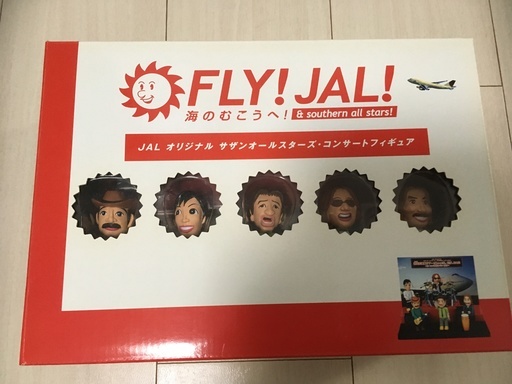 FLY! JAL!
海のむこうへ! & southern all stars!
JAL オリジナル サザンオールスターズ・コンサートフィギュア